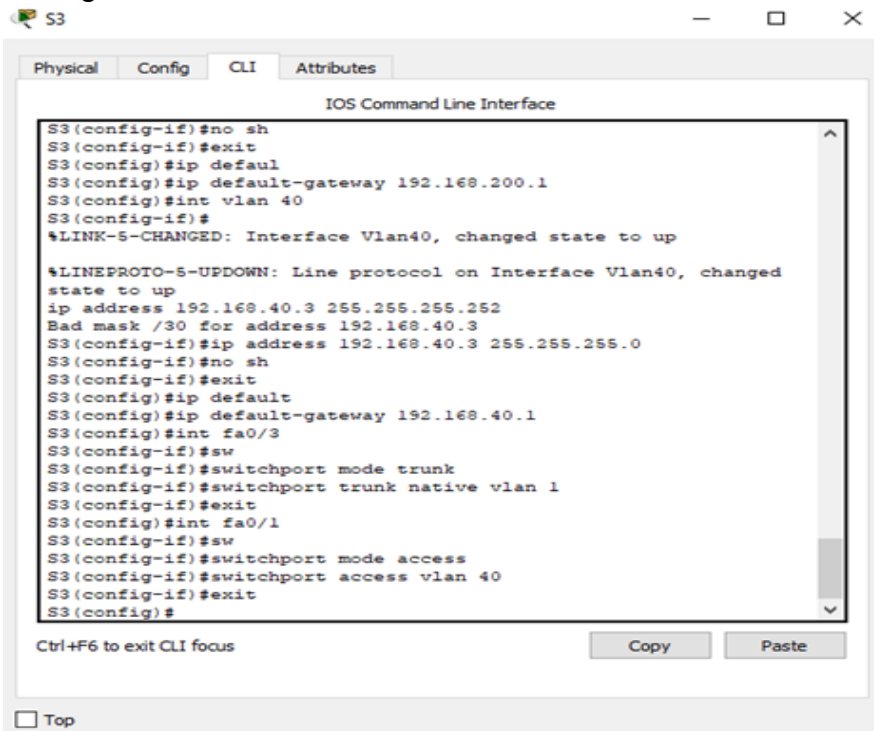 S3
Physical Config CLI Attributes
IOS Command Line Interface
S3(config-if)#no sh
S3(config-if)#exit
S3(config)#ip defaul
S3(config)#ip default-gateway 192.168.200.1
S3(config)#int vlan 40
S3(config-if)#
%LINK-5-CHANGED: Interface Vlan40, changed state to up
%LINEPROTO-5-UPDOWN: Line protocol on Interface Vlan40, changed
state to up
ip address 192.168.40.3 255.255.255.252
Bad mask /30 for address 192.168.40.3
S3(config-if)#ip address 192.168.40.3 255.255.255.0
S3(config-if)#no sh
S3(config-if)#exit
S3(config)#ip default
S3(config)#ip default-gateway 192.168.40.1
S3(config)#int fa0/3
S3(config-if)#sw
S3(config-if)#switchport mode trunk
S3(config-if)#switchport trunk native vlan 1
S3(config-if)#exit
S3(config)#int fa0/1
S3(config-if)#sw
S3(config-if)#switchport mode access
S3(config-if)#switchport access vlan 40
S3(config-if)#exit
S3(config)#
Ctrl+F6 to exit CLI focus Copy Paste
Top